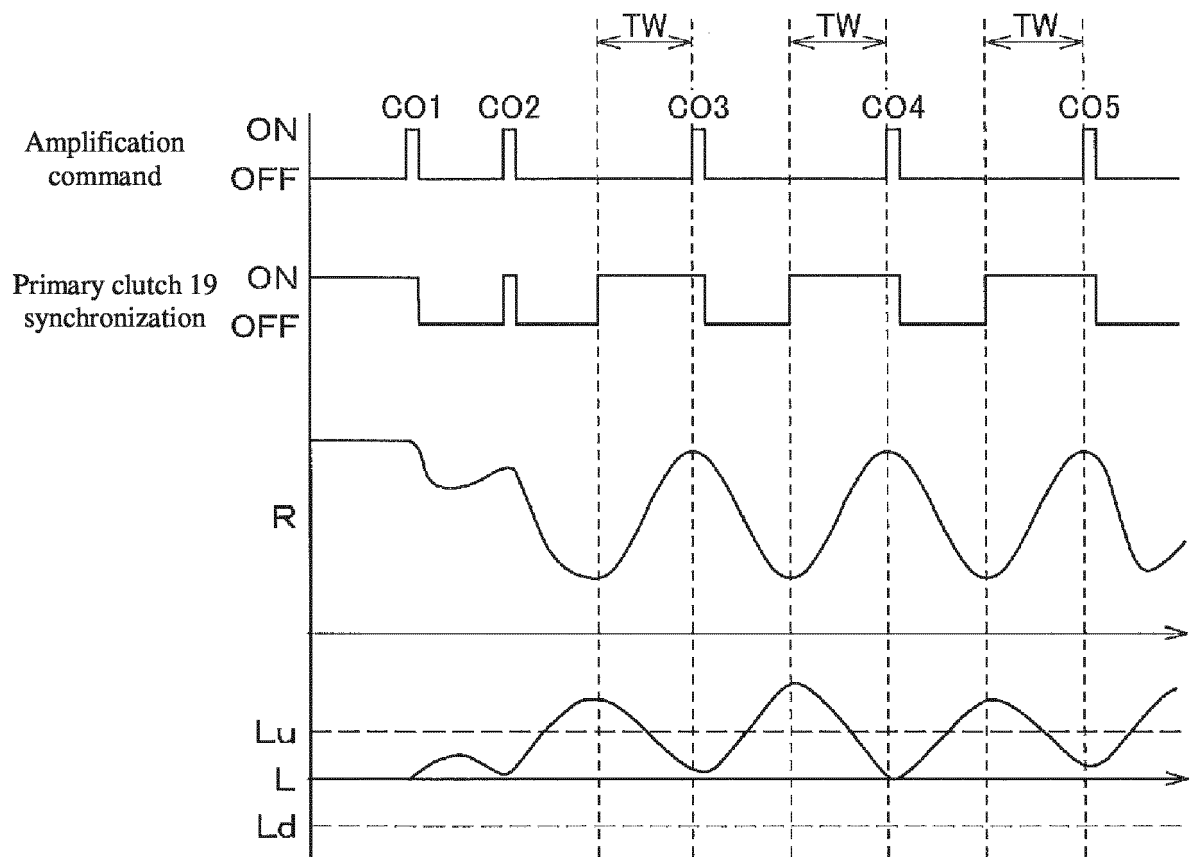 TW TW TW
CO1 CO2 CO3 CO4 CO5
Amplification
command
ON
OFF
Primary clutch 19
synchronization
ON
OFF
R
Lu
L
Ld